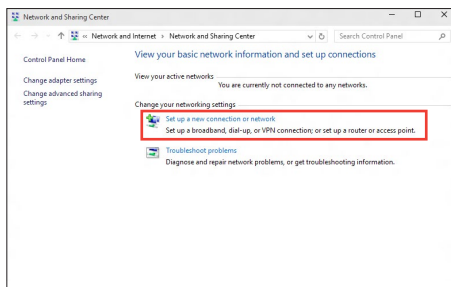 Network and Sharing Center
« Network and Internet › Network and Sharing Center
Search Control Panel
Control Panel Home
Change adapter settings
Change advanced sharing
settings
View your basic network information and set up connections
View your active networks
You are currently not connected to any networks.
Change your networking settings
Set up a new connection or network
Set up a broadband, dial-up, or VPN connection; or set up a router or access point.
Troubleshoot problems
Diagnose and repair network problems, or get troubleshooting information.